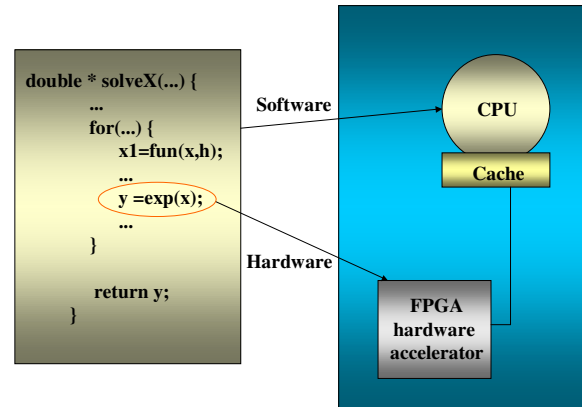 double * solveX(...) {
...
for(...) {
x1=fun(x,h);
...
y =exp(x);
...
}
return y;
}
Software
Hardware
CPU
Cache
FPGA
hardware
accelerator